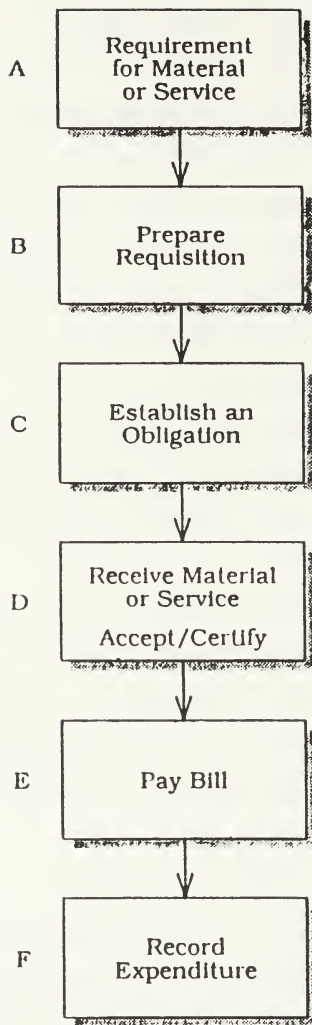 A
Requirement
for Material
or Service
B
Prepare
Requisition
C
Establish an
Obligation
D
Receive Material
or Service
Accept/Certify
E
Pay Bill
F
Record
Expenditure